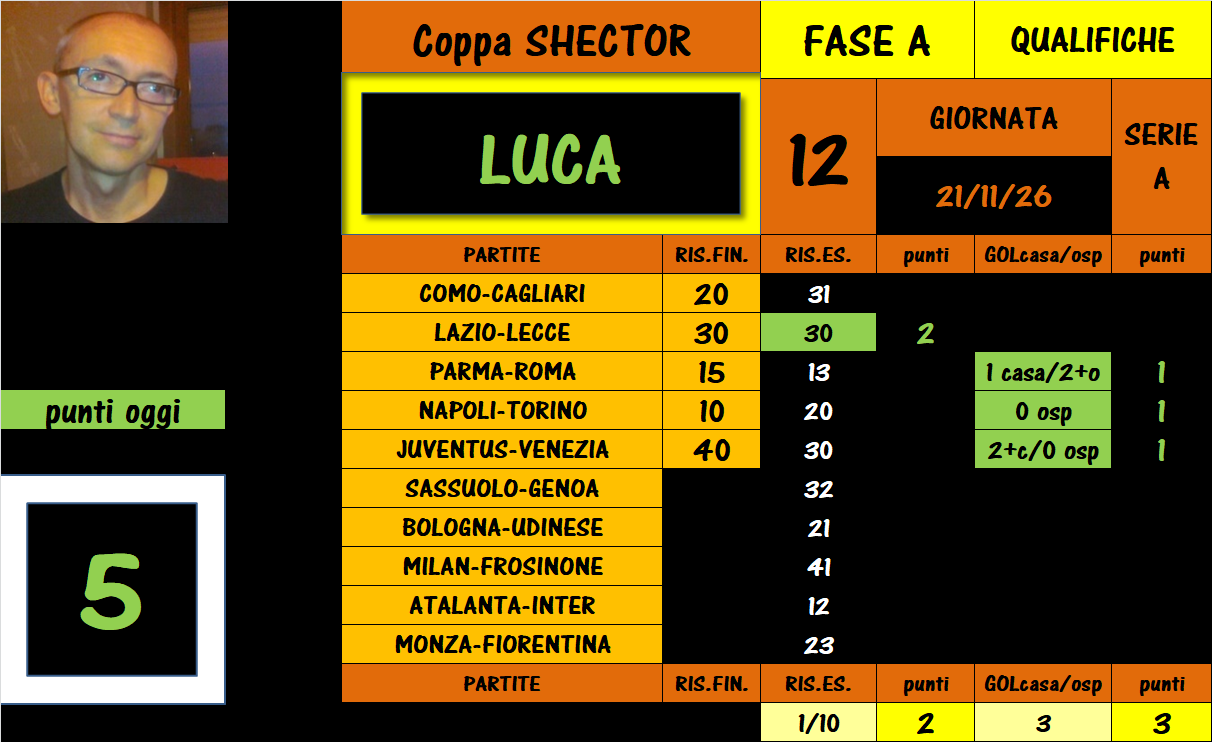 Coppa SHECTOR FASE A QUALIFICHE
LUCA 12 GIORNATA SERIE A
21/11/26
PARTITE RIS.FIN. RIS.ES. punti GOLcasa/osp punti
COMO-CAGLIARI 20 31
LAZIO-LECCE 30 30 2
PARMA-ROMA 15 13 1 casa/2+o 1
punti oggi
NAPOLI-TORINO 10 20 0 osp 1
JUVENTUS-VENEZIA 40 30 2+c/0 osp 1
SASSUOLO-GENOA 32
BOLOGNA-UDINESE 21
5
MILAN-FROSINONE 41
ATALANTA-INTER 12
MONZA-FIORENTINA 23
PARTITE RIS.FIN. RIS.ES. punti GOLcasa/osp punti
1/10 2 3 3